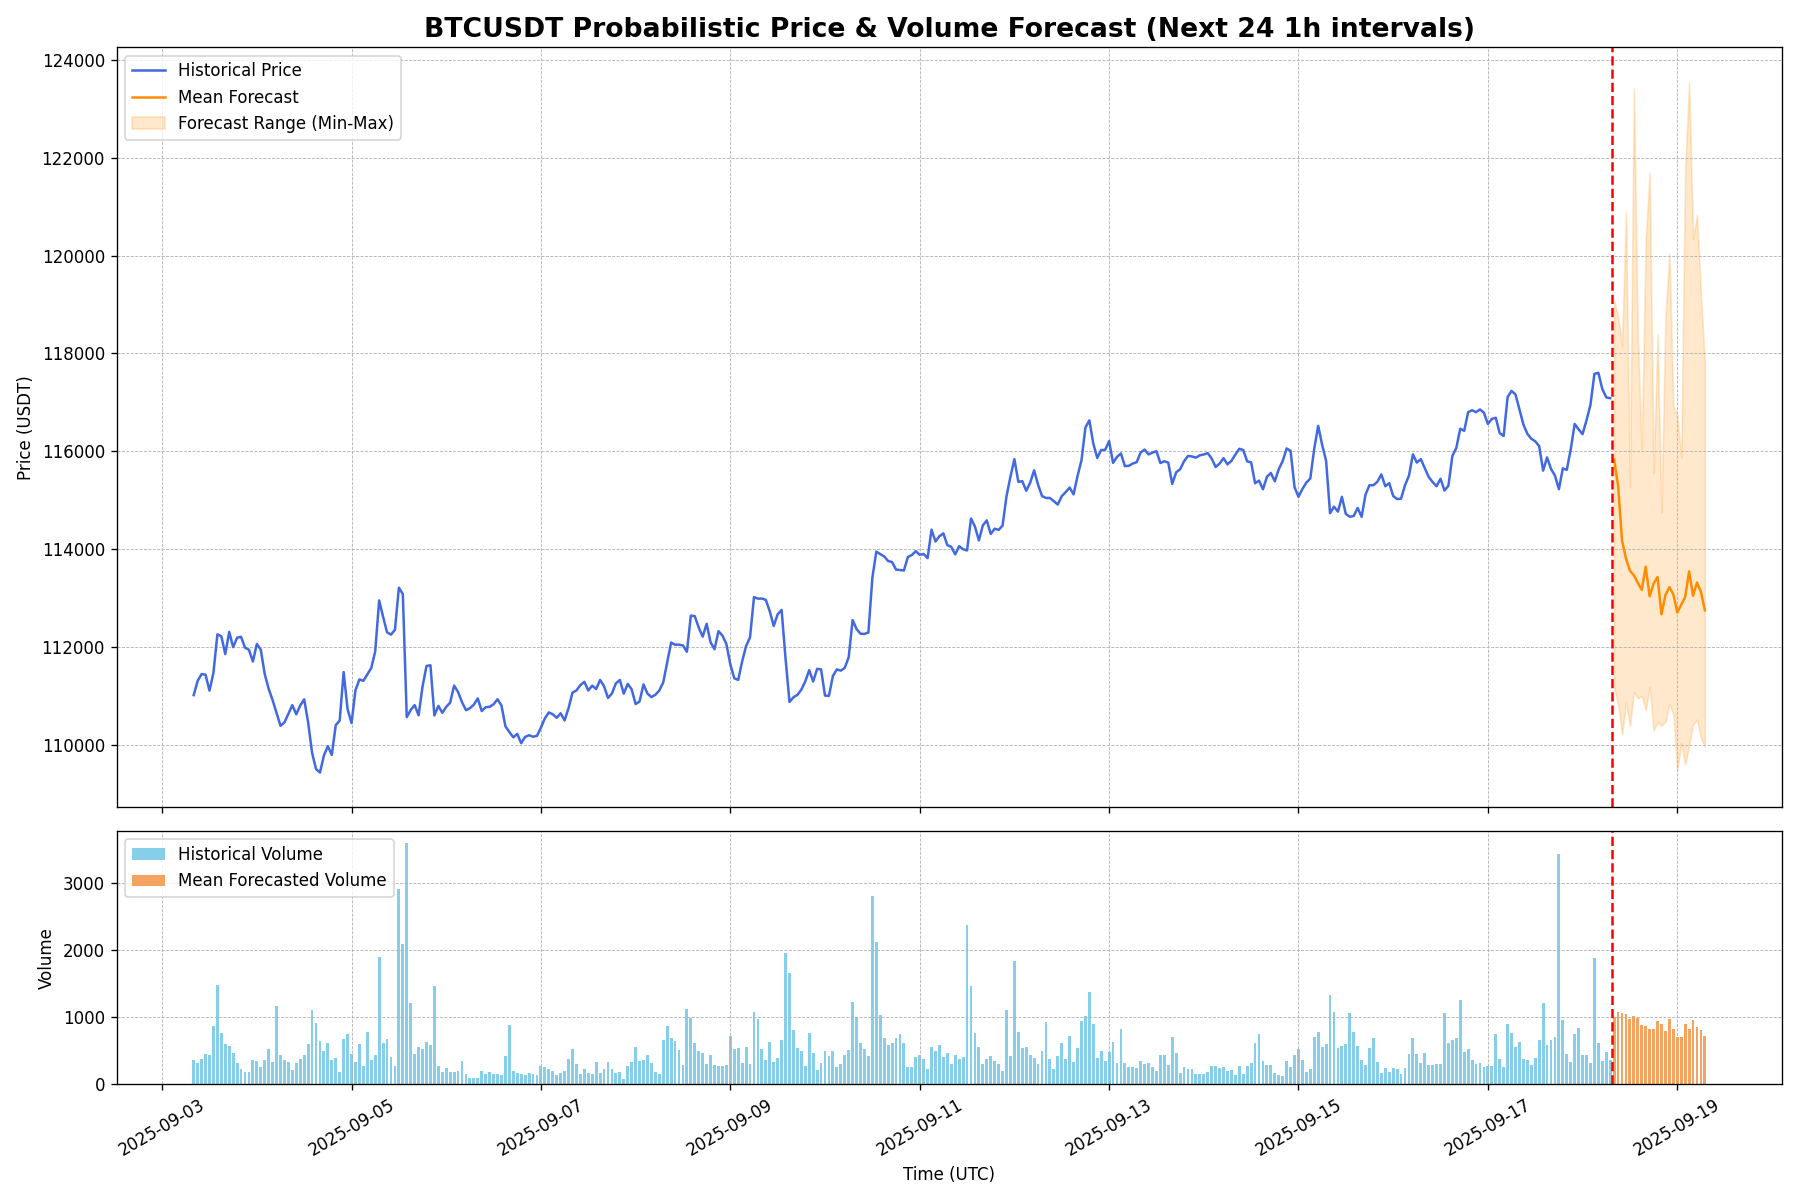 BTCUSDT Probabilistic Price & Volume Forecast (Next 24 1h intervals)
Historical Price
Mean Forecast
Forecast Range (Min-Max)
124000
122000
120000
118000
116000
114000
112000
110000
Price (USDT)
Historical Volume
Mean Forecasted Volume
3000
2000
1000
0
Volume
2025-09-03
2025-09-05
2025-09-07
2025-09-09
2025-09-11
2025-09-13
2025-09-15
2025-09-17
2025-09-19
Time (UTC)